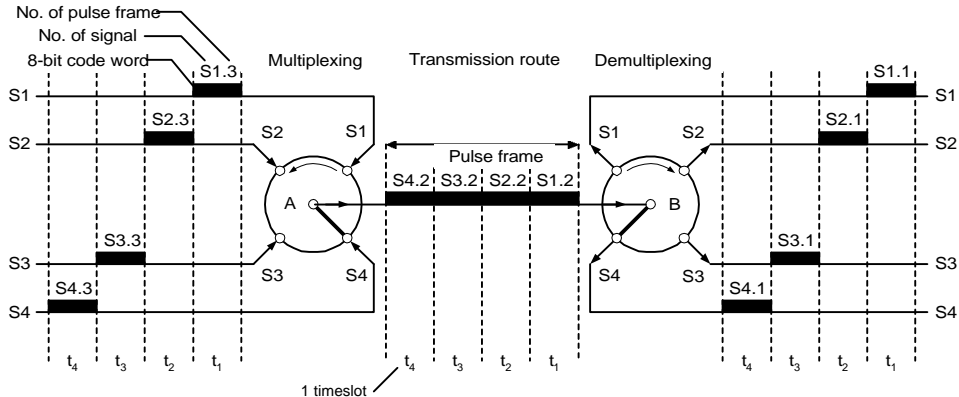 No. of pulse frame
No. of signal
8-bit code word
S1.3
Multiplexing
Transmission route
Demultiplexing
S1.1
S1
S1
S2.3
S2
S1
S1
S2
S2.1
S2
S2
Pulse frame
S4.2 S3.2 S2.2 S1.2
A
B
S3.3
S3
S3
S4
S4
S3
S3.1
S3
S4.3
S4
S4.1
S4
t4 t3 t2 t1
t4 t3 t2 t1
t4 t3 t2 t1
1 timeslot